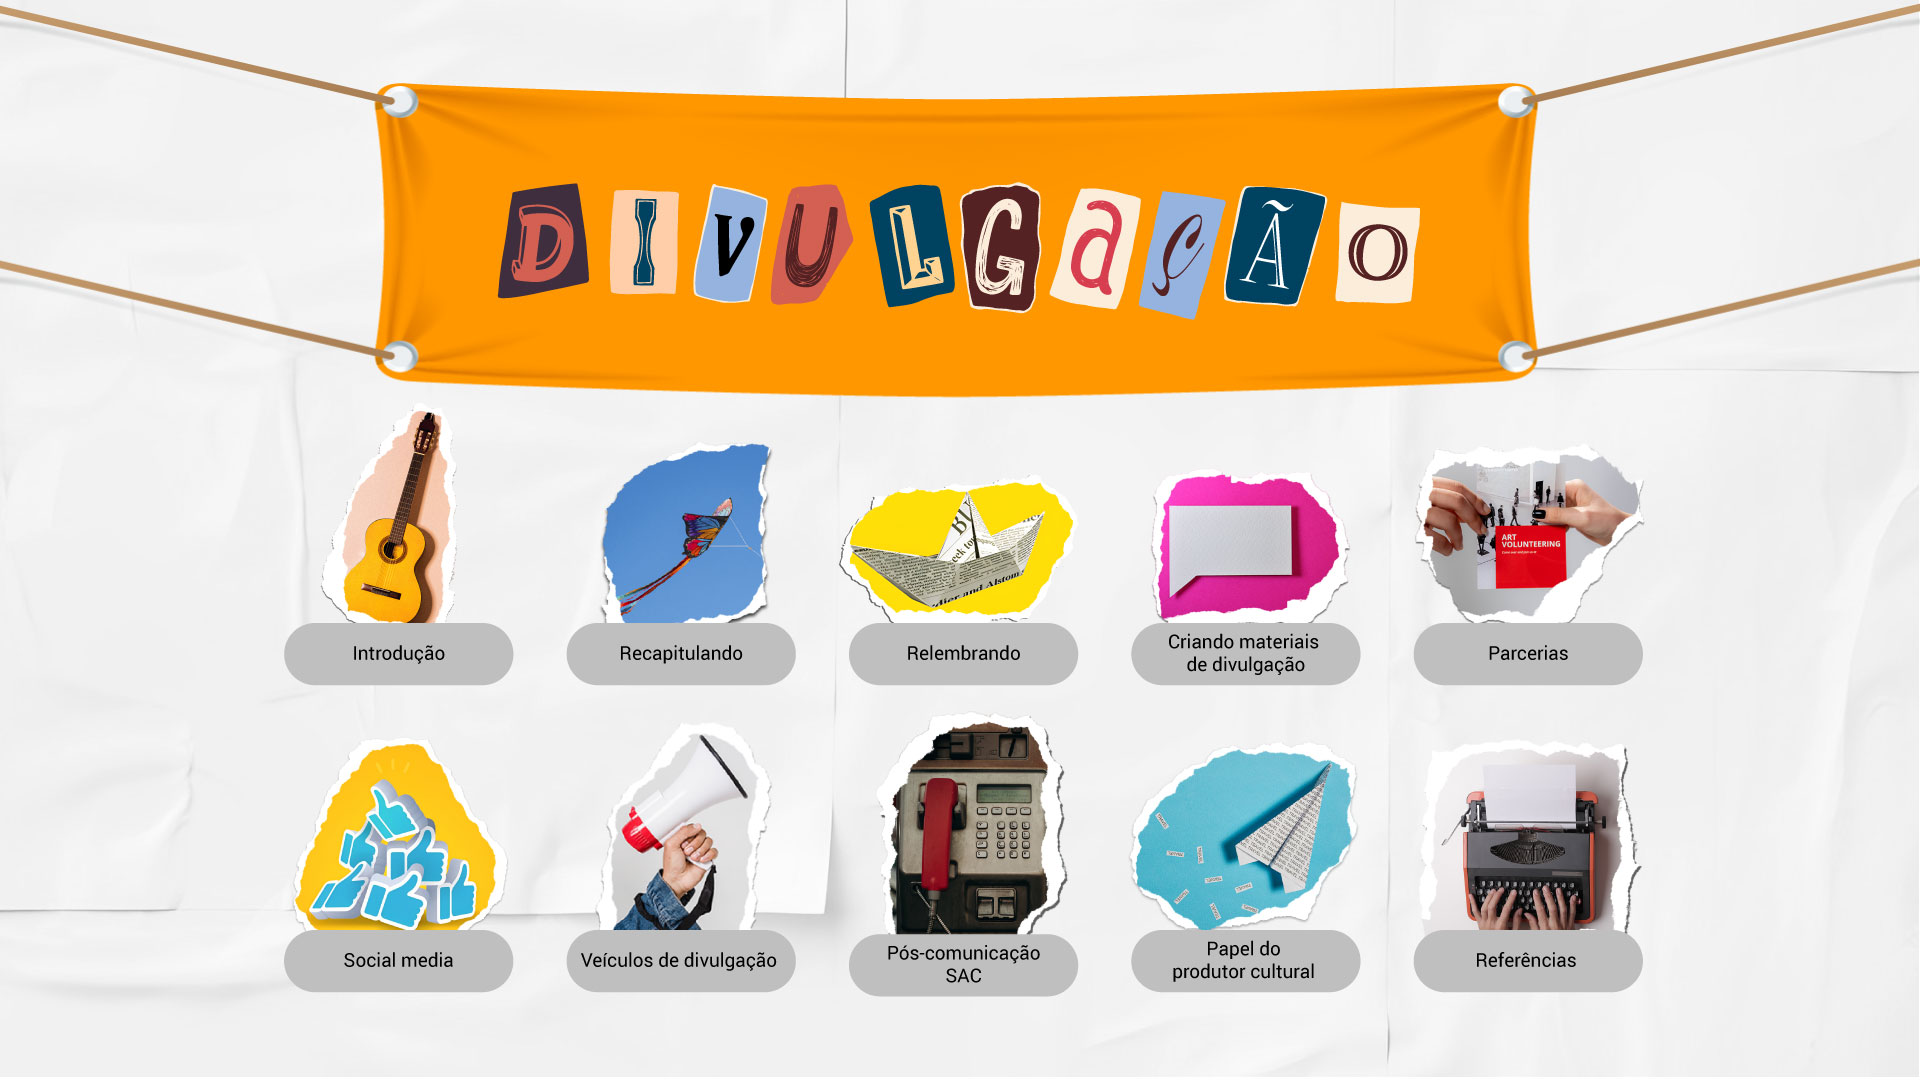 DIVULGAÇÃO
ART
VOLUNTEERING
Introdução
Recapitulando
Relembrando
Criando materiais
de divulgação
Parcerias
Social media
Veículos de divulgação
Pós-comunicação
SAC
Papel do
produtor cultural
Referências